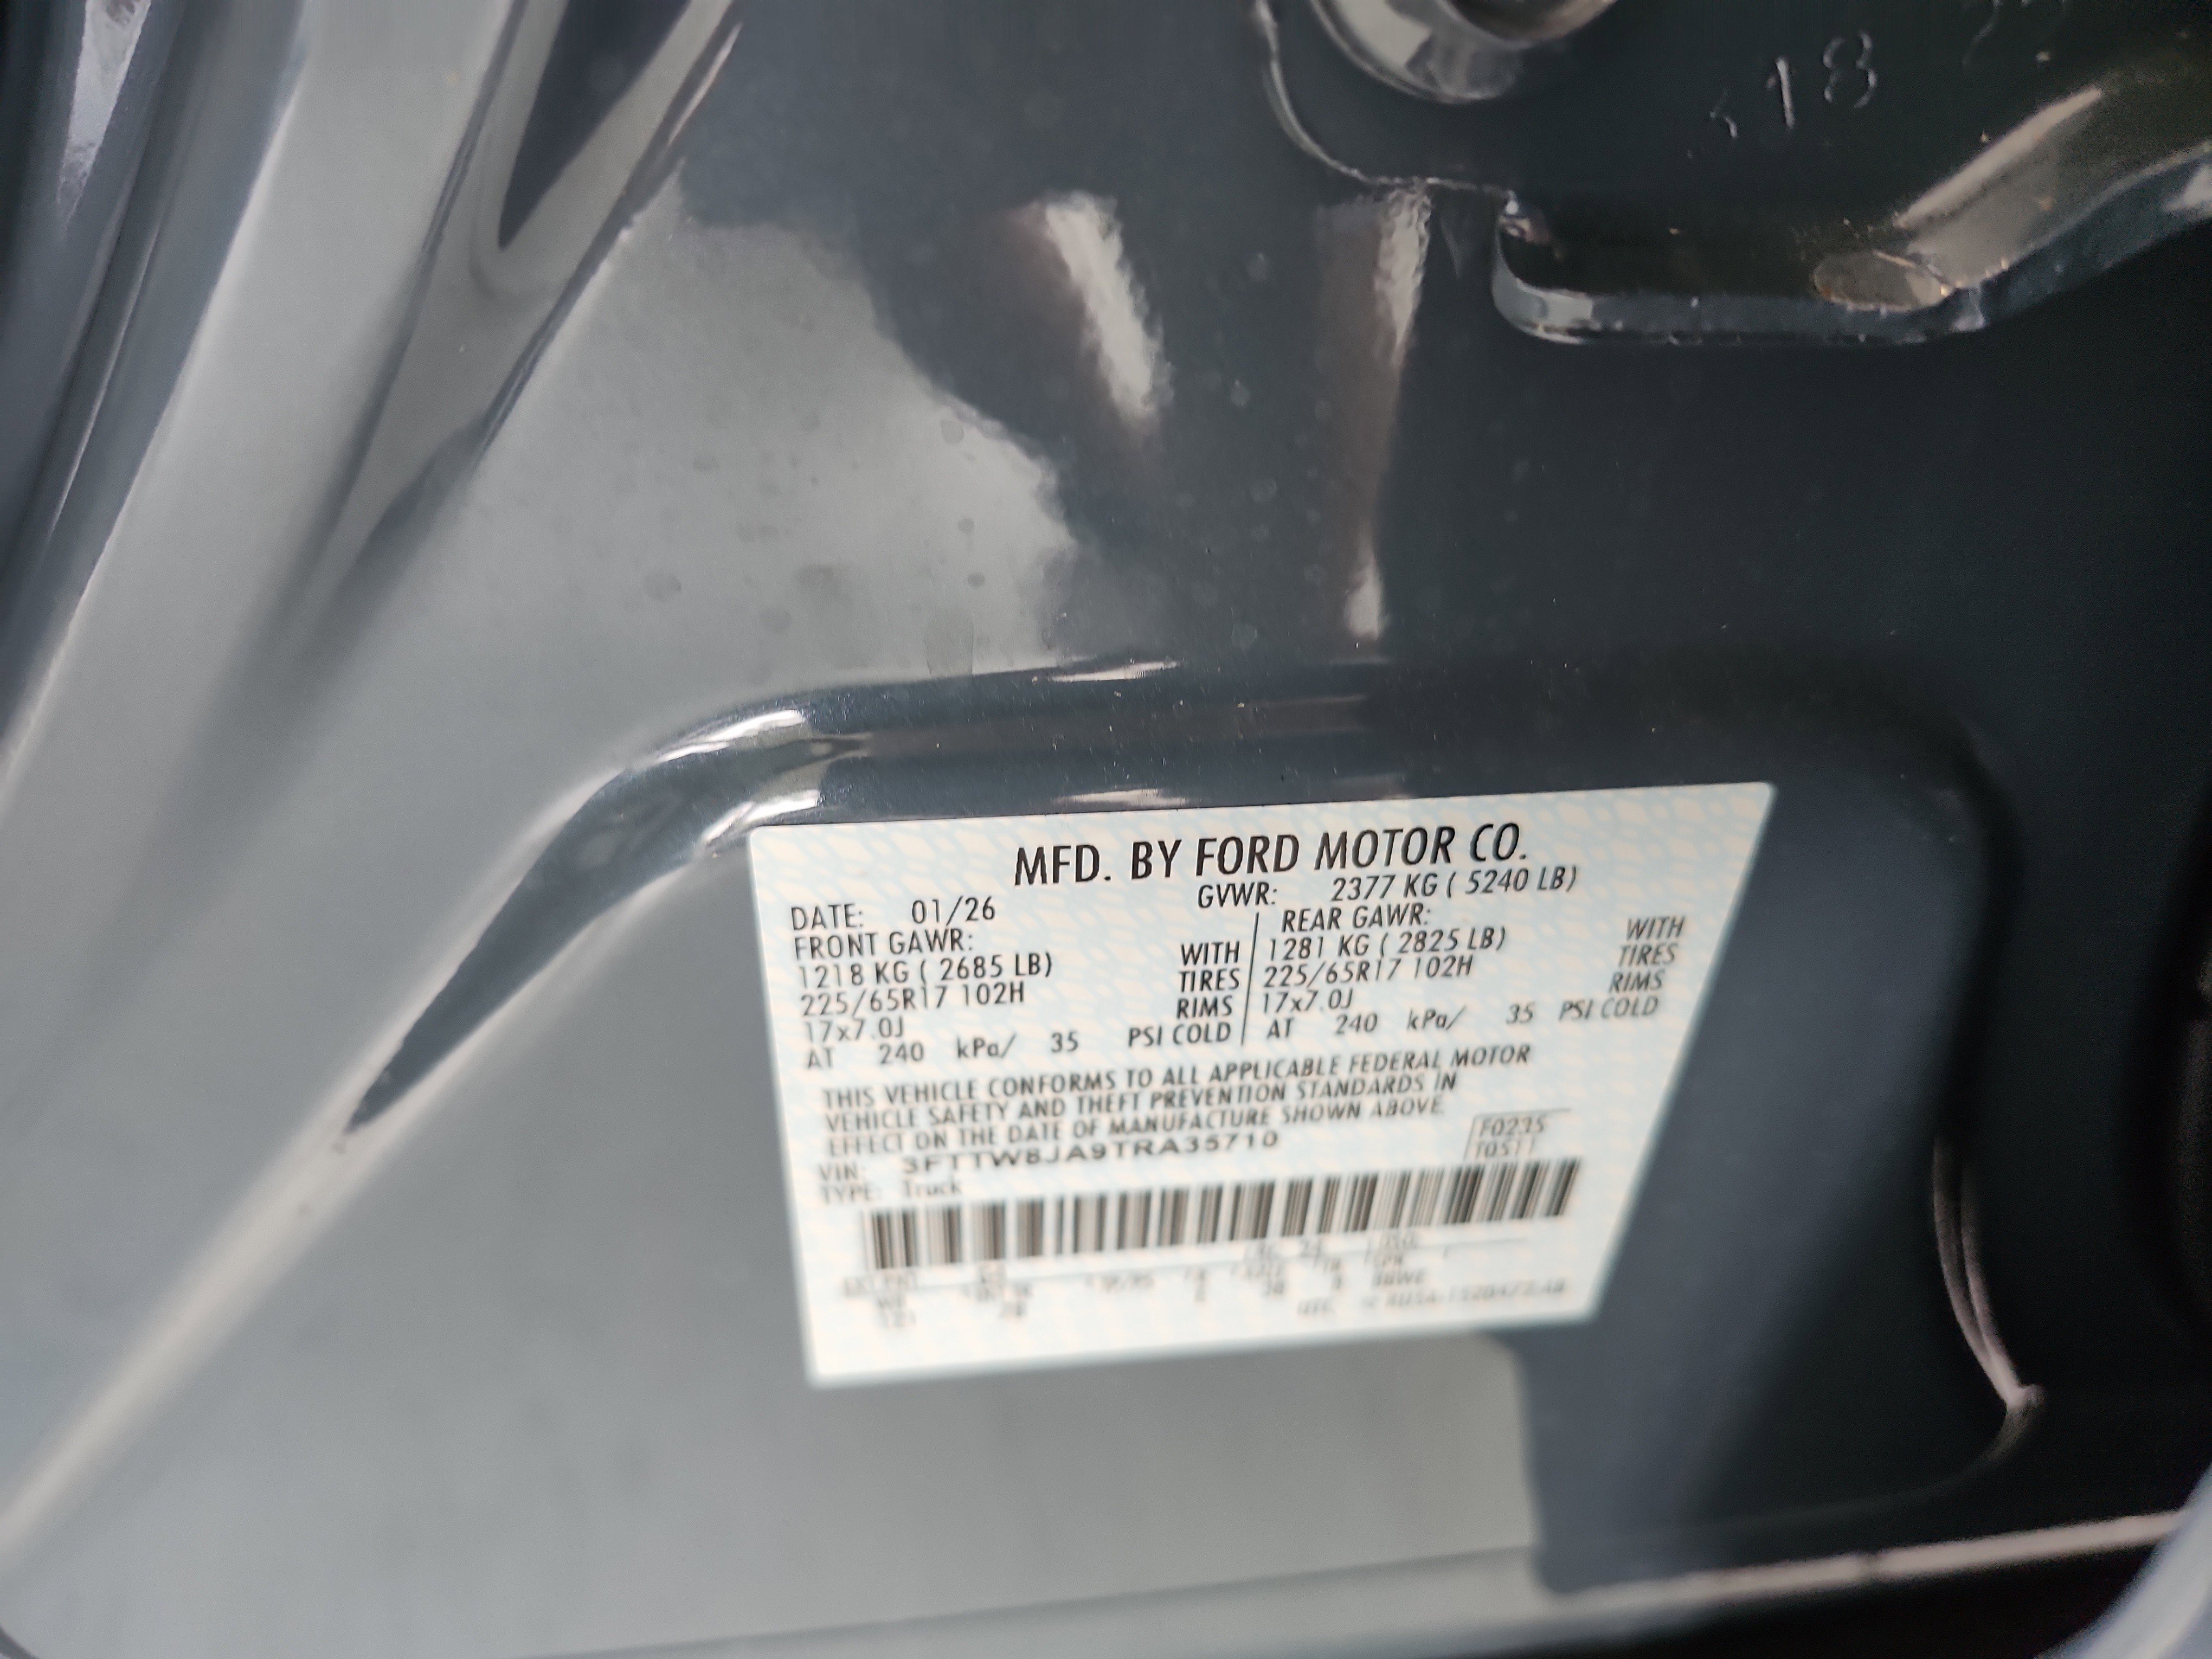 18
MFD. BY FORD MOTOR CO.
DATE: 01/26 GVWR: 2377 KG ( 5240 LB)
FRONT GAWR: REAR GAWR:
1218 KG ( 2685 LB) WITH 1281 KG ( 2825 LB) WITH
225/65R17 102H TIRES 225/65R17 102H TIRES
17x7.0J RIMS 17x7.0J RIMS
AT 240 kPa/ 35 PSI COLD AT 240 kPa/ 35 PSI COLD
THIS VEHICLE CONFORMS TO ALL APPLICABLE FEDERAL MOTOR
VEHICLE SAFETY AND THEFT PREVENTION STANDARDS IN
EFFECT ON THE DATE OF MANUFACTURE SHOWN ABOVE.
VIN: 3FTTW8JA9TRA35710
F0235
T0511
TYPE: Truck